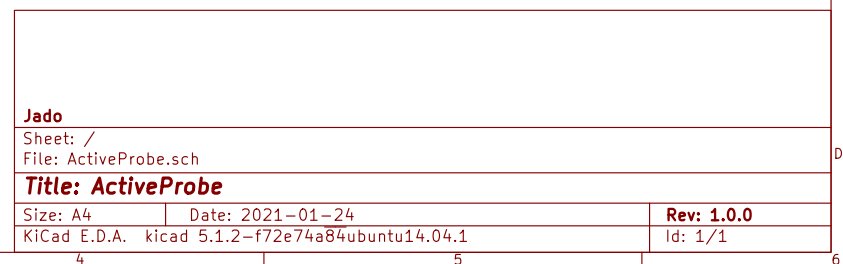 Jado
Sheet: /
File: ActiveProbe.sch
D
Title: ActiveProbe
Size: A4 Date: 2021-01-24 Rev: 1.0.0
KiCad E.D.A. kicad 5.1.2-f72e74a84ubuntu14.04.1 Id: 1/1
4 5 6